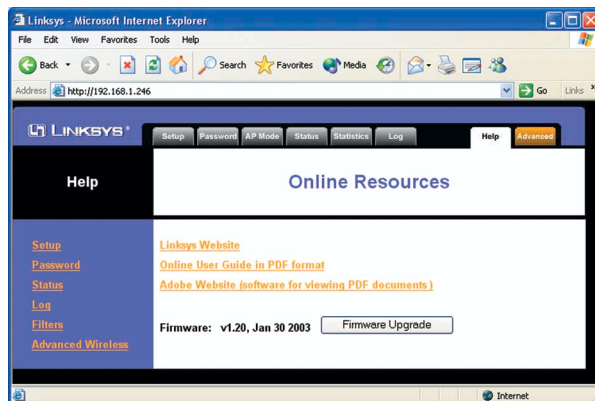 Linksys - Microsoft Internet Explorer
File Edit View Favorites Tools Help
Back Search Favorites Media
Address http://192.168.1.246 Go Links »
LINKSYS®
Setup Password AP Mode Status Statistics Log Help Advanced
Help
Online Resources
Setup
Password
Status
Log
Filters
Advanced Wireless
Linksys Website
Online User Guide in PDF format
Adobe Website (software for viewing PDF documents )
Firmware: v1.20, Jan 30 2003 Firmware Upgrade
Internet